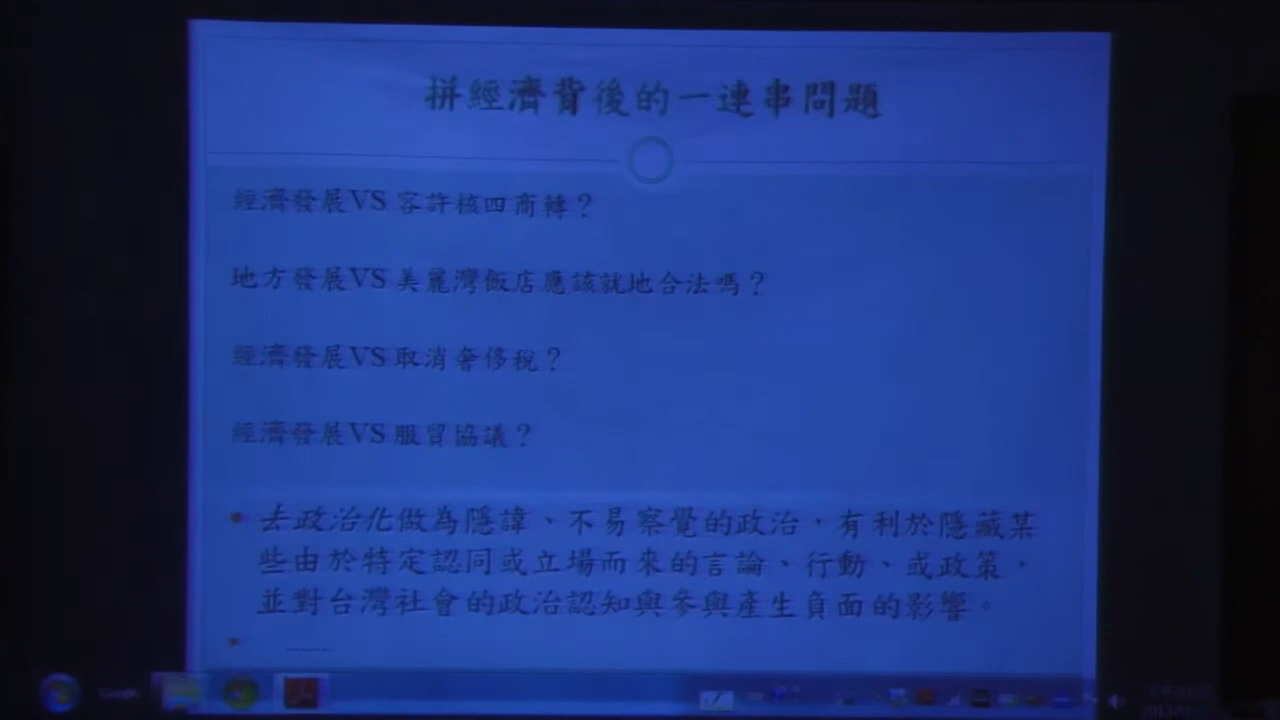 拼經濟背後的一連串問題
經濟發展VS 容許核四商轉？
地方發展VS 美麗灣飯店應該就地合法嗎？
經濟發展VS 取消奢侈稅？
經濟發展VS 服貿協議？
• 去政治化做為隱諱、不易察覺的政治，有利於隱藏某
些由於特定認同或立場而來的言論、行動、或政策，
並對台灣社會的政治認知與參與產生負面的影響。
Google